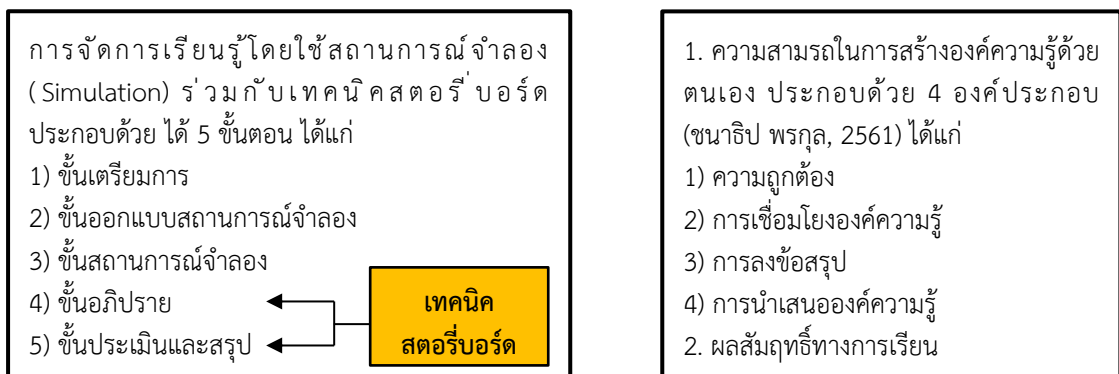 การจัดการเรียนรู้โดยใช้สถานการณ์จำลอง
(Simulation) ร่วมกับเทคนิคสตอรี่บอร์ด
ประกอบด้วย ได้ 5 ขั้นตอน ได้แก่
1) ขั้นเตรียมการ
2) ขั้นออกแบบสถานการณ์จำลอง
3) ขั้นสถานการณ์จำลอง
4) ขั้นอภิปราย
5) ขั้นประเมินและสรุป
เทคนิค
สตอรี่บอร์ด
1. ความสามรถในการสร้างองค์ความรู้ด้วย
ตนเอง ประกอบด้วย 4 องค์ประกอบ
(ชนาธิป พรกุล, 2561) ได้แก่
1) ความถูกต้อง
2) การเชื่อมโยงองค์ความรู้
3) การลงข้อสรุป
4) การนำเสนอองค์ความรู้
2. ผลสัมฤทธิ์ทางการเรียน